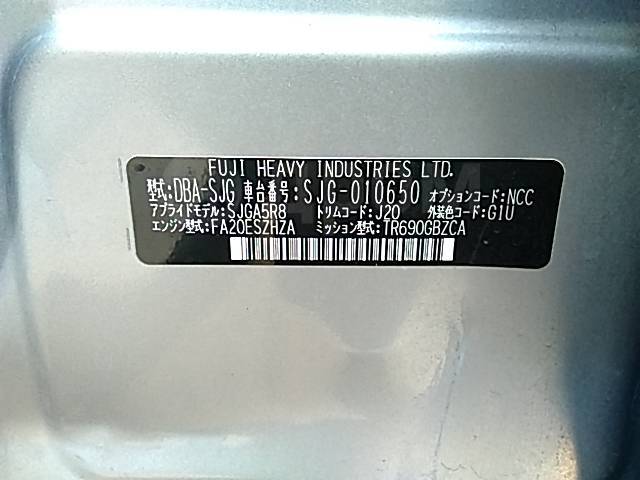 FUJI HEAVY INDUSTRIES LTD.
型式:DBA-SJG 車台番号:SJG-010650 オプションコード:NCC
アプライドモデル:SJGA5R8 トリムコード:J20 外装色コード:G1U
エンジン型式:FA20ESZHZA ミッション型式:TR690GBZCA